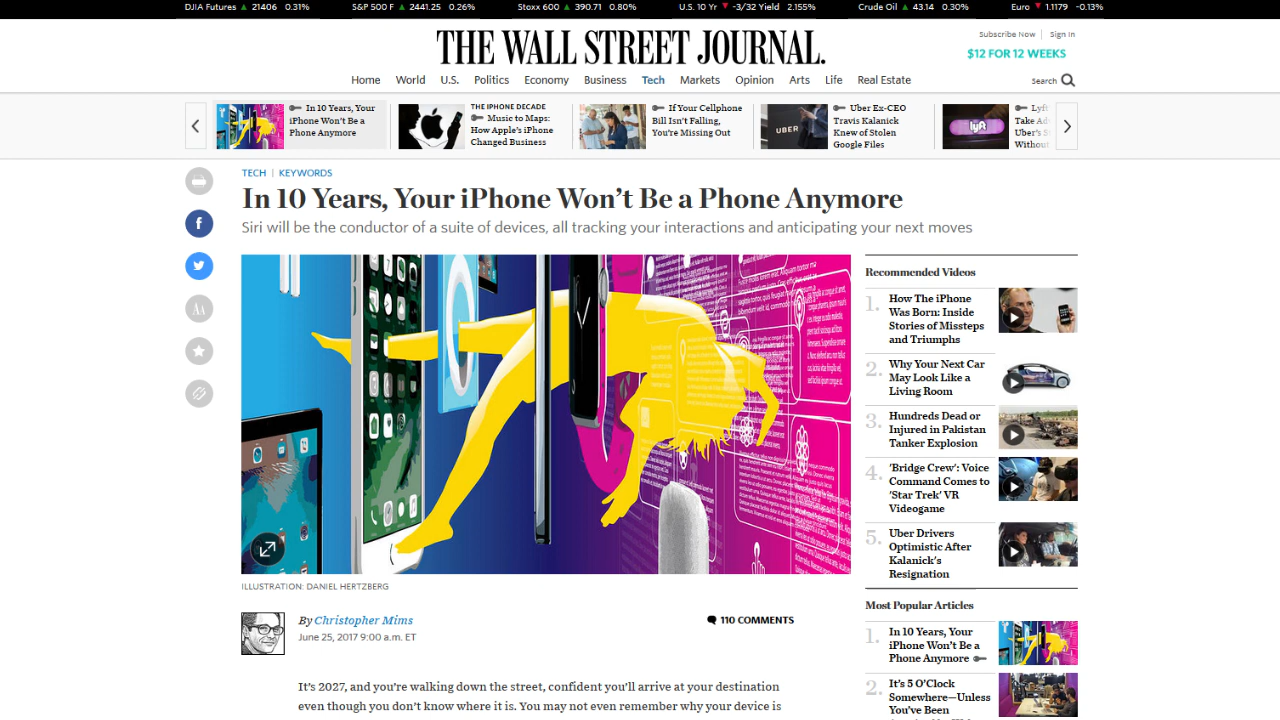 DJIA Futures ▲ 21406 0.31%
S&P 500 F ▲ 2441.25 0.26%
Stoxx 600 ▲ 390.71 0.80%
U.S. 10 Yr ▼ -3/32 Yield 2.155%
Crude Oil ▲ 43.14 0.30%
Euro ▼ 1.1179 -0.13%
THE WALL STREET JOURNAL.
Subscribe Now | Sign In
$12 FOR 12 WEEKS
Home World U.S. Politics Economy Business Tech Markets Opinion Arts Life Real Estate
Search
In 10 Years, Your
iPhone Won't Be a
Phone Anymore
THE IPHONE DECADE
Music to Maps:
How Apple's iPhone
Changed Business
If Your Cellphone
Bill Isn't Falling,
You're Missing Out
UBER
Uber Ex-CEO
Travis Kalanick
Knew of Stolen
Google Files
lyft
Lyft
Take Ad
Uber's S
Without
TECH | KEYWORDS
In 10 Years, Your iPhone Won't Be a Phone Anymore
Siri will be the conductor of a suite of devices, all tracking your interactions and anticipating your next moves
f
AA
ILLUSTRATION: DANIEL HERTZBERG
By Christopher Mims
June 25, 2017 9:00 a.m. ET
110 COMMENTS
It's 2027, and you're walking down the street, confident you'll arrive at your destination
even though you don't know where it is. You may not even remember why your device is
Recommended Videos
1. How The iPhone
Was Born: Inside
Stories of Missteps
and Triumphs
2. Why Your Next Car
May Look Like a
Living Room
3. Hundreds Dead or
Injured in Pakistan
Tanker Explosion
4. 'Bridge Crew': Voice
Command Comes to
'Star Trek' VR
Videogame
5. Uber Drivers
Optimistic After
Kalanick's
Resignation
Most Popular Articles
1. In 10 Years, Your
iPhone Won't Be a
Phone Anymore
2. It's 5 O'Clock
Somewhere—Unless
You've Been